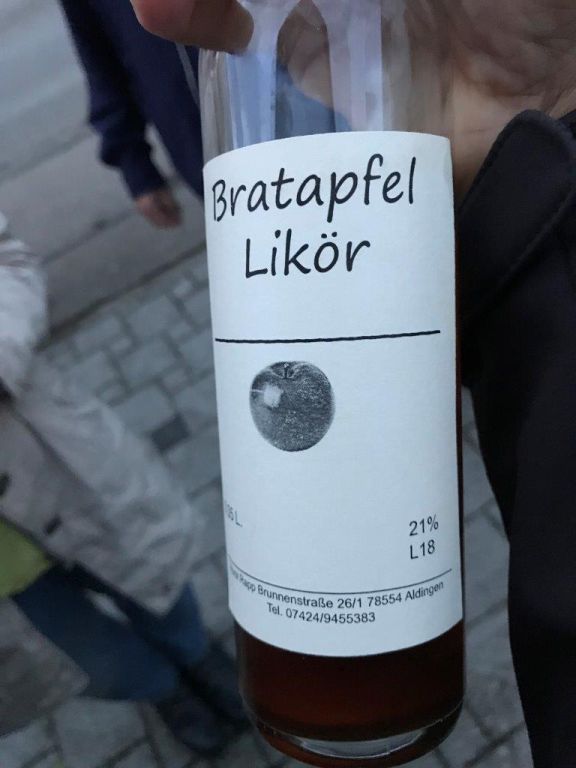 Bratapfel
Likör
L.
21%
L18
Rapp Brunnenstraße 26/1 78554 Aldingen
Tel. 07424/9455383